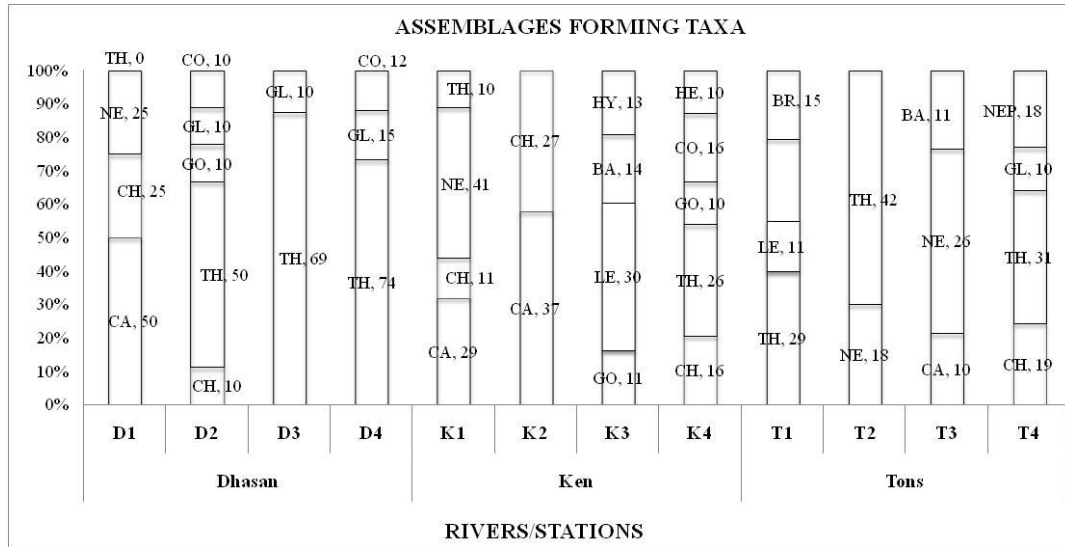 ASSEMBLAGES FORMING TAXA
TH, 0
CO, 10
CO, 12
100%
90%
80%
70%
60%
50%
40%
30%
20%
10%
0%
NE, 25
CH, 25
CA, 50
GL, 10
GO, 10
TH, 50
CH, 10
GL, 10
TH, 69
GL, 15
TH, 74
TH, 10
NE, 41
CH, 11
CA, 29
CH, 27
CA, 37
HY, 13
BA, 14
LE, 30
GO, 11
HE, 10
CO, 16
GO, 10
TH, 26
CH, 16
BR, 15
LE, 11
TH, 29
TH, 42
NE, 18
BA, 11
NE, 26
CA, 10
NEP, 18
GL, 10
TH, 31
CH, 19
D1 D2 D3 D4 K1 K2 K3 K4 T1 T2 T3 T4
Dhasan Ken Tons
RIVERS/STATIONS